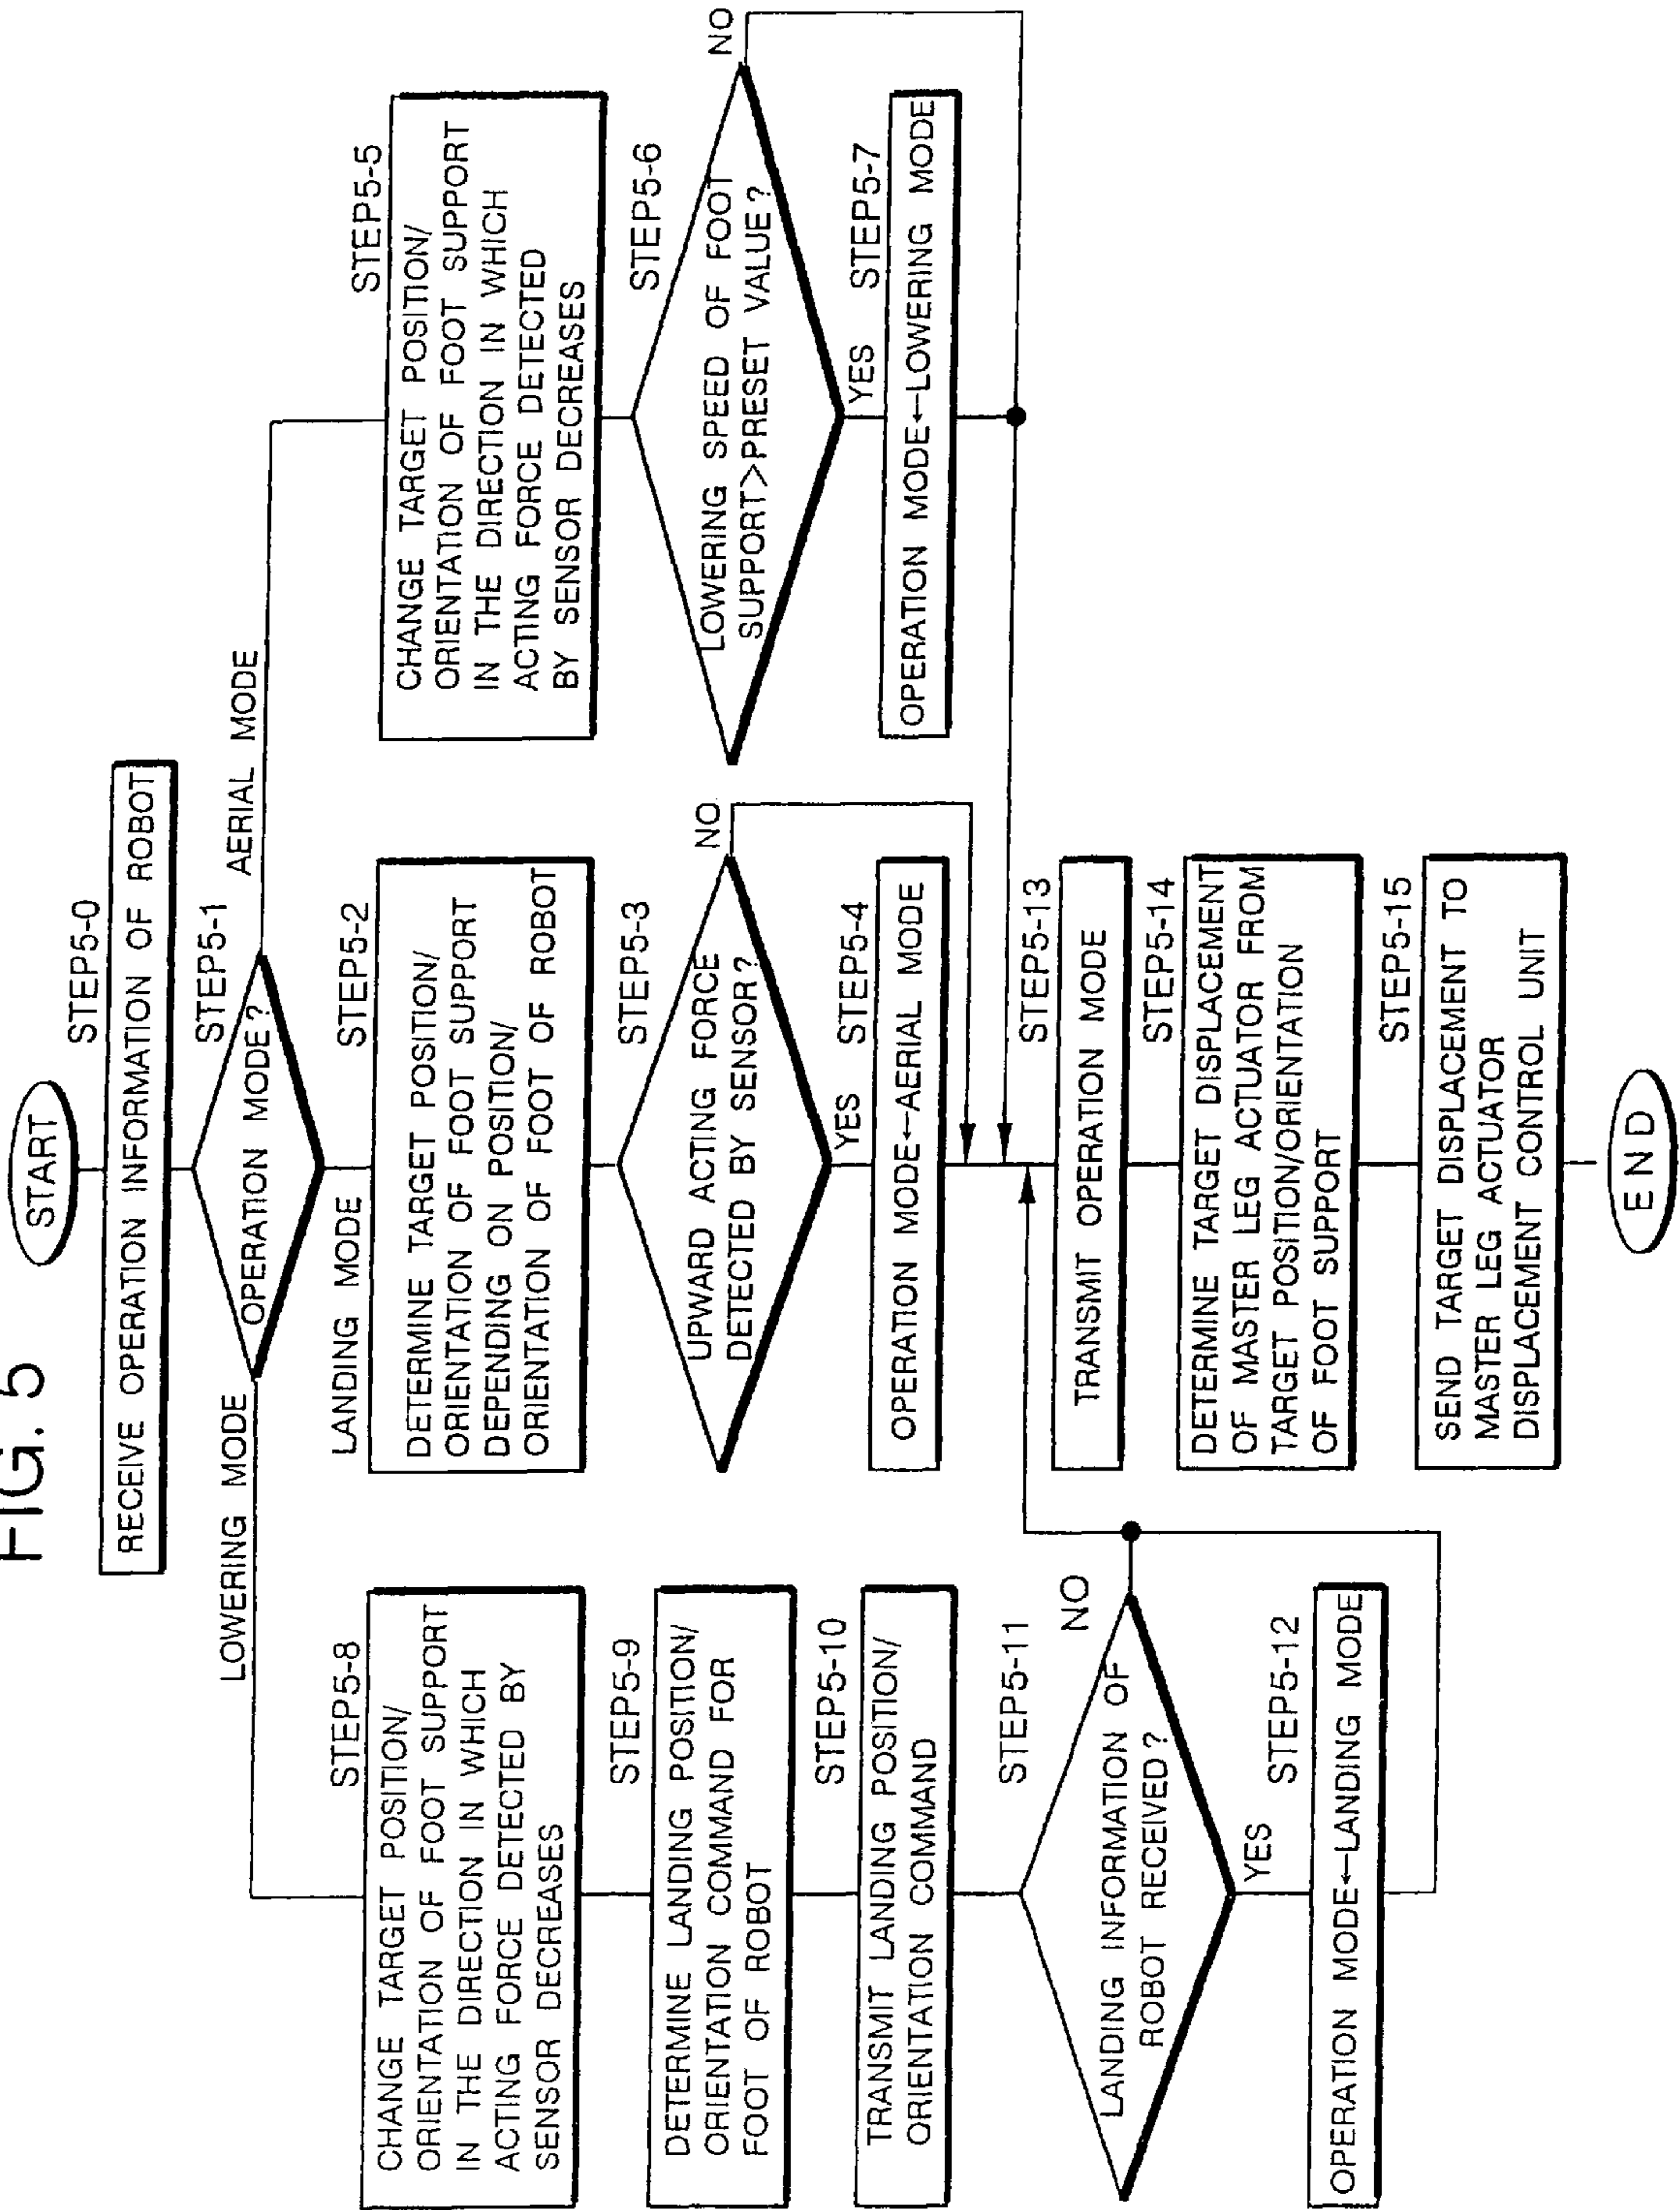 FIG. 5
START
STEP5-0
RECEIVE OPERATION INFORMATION OF ROBOT
STEP5-1
OPERATION MODE?
LOWERING MODE
LANDING MODE
AERIAL MODE
STEP5-8
CHANGE TARGET POSITION/
ORIENTATION OF FOOT SUPPORT
IN THE DIRECTION IN WHICH
ACTING FORCE DETECTED BY
SENSOR DECREASES
STEP5-9
DETERMINE LANDING POSITION/
ORIENTATION COMMAND FOR
FOOT OF ROBOT
STEP5-10
TRANSMIT LANDING POSITION/
ORIENTATION COMMAND
STEP5-11
LANDING INFORMATION OF
ROBOT RECEIVED?
NO
YES
STEP5-12
OPERATION MODE←LANDING MODE
STEP5-2
DETERMINE TARGET POSITION/
ORIENTATION OF FOOT SUPPORT
DEPENDING ON POSITION/
ORIENTATION OF FOOT OF ROBOT
STEP5-3
UPWARD ACTING FORCE
DETECTED BY SENSOR?
NO
YES
STEP5-4
OPERATION MODE←AERIAL MODE
STEP5-5
CHANGE TARGET POSITION/
ORIENTATION OF FOOT SUPPORT
IN THE DIRECTION IN WHICH
ACTING FORCE DETECTED
BY SENSOR DECREASES
STEP5-6
LOWERING SPEED OF FOOT
SUPPORT>PRESET VALUE?
NO
YES
STEP5-7
OPERATION MODE←LOWERING MODE
STEP5-13
TRANSMIT OPERATION MODE
STEP5-14
DETERMINE TARGET DISPLACEMENT
OF MASTER LEG ACTUATOR FROM
TARGET POSITION/ORIENTATION
OF FOOT SUPPORT
STEP5-15
SEND TARGET DISPLACEMENT TO
MASTER LEG ACTUATOR
DISPLACEMENT CONTROL UNIT
END